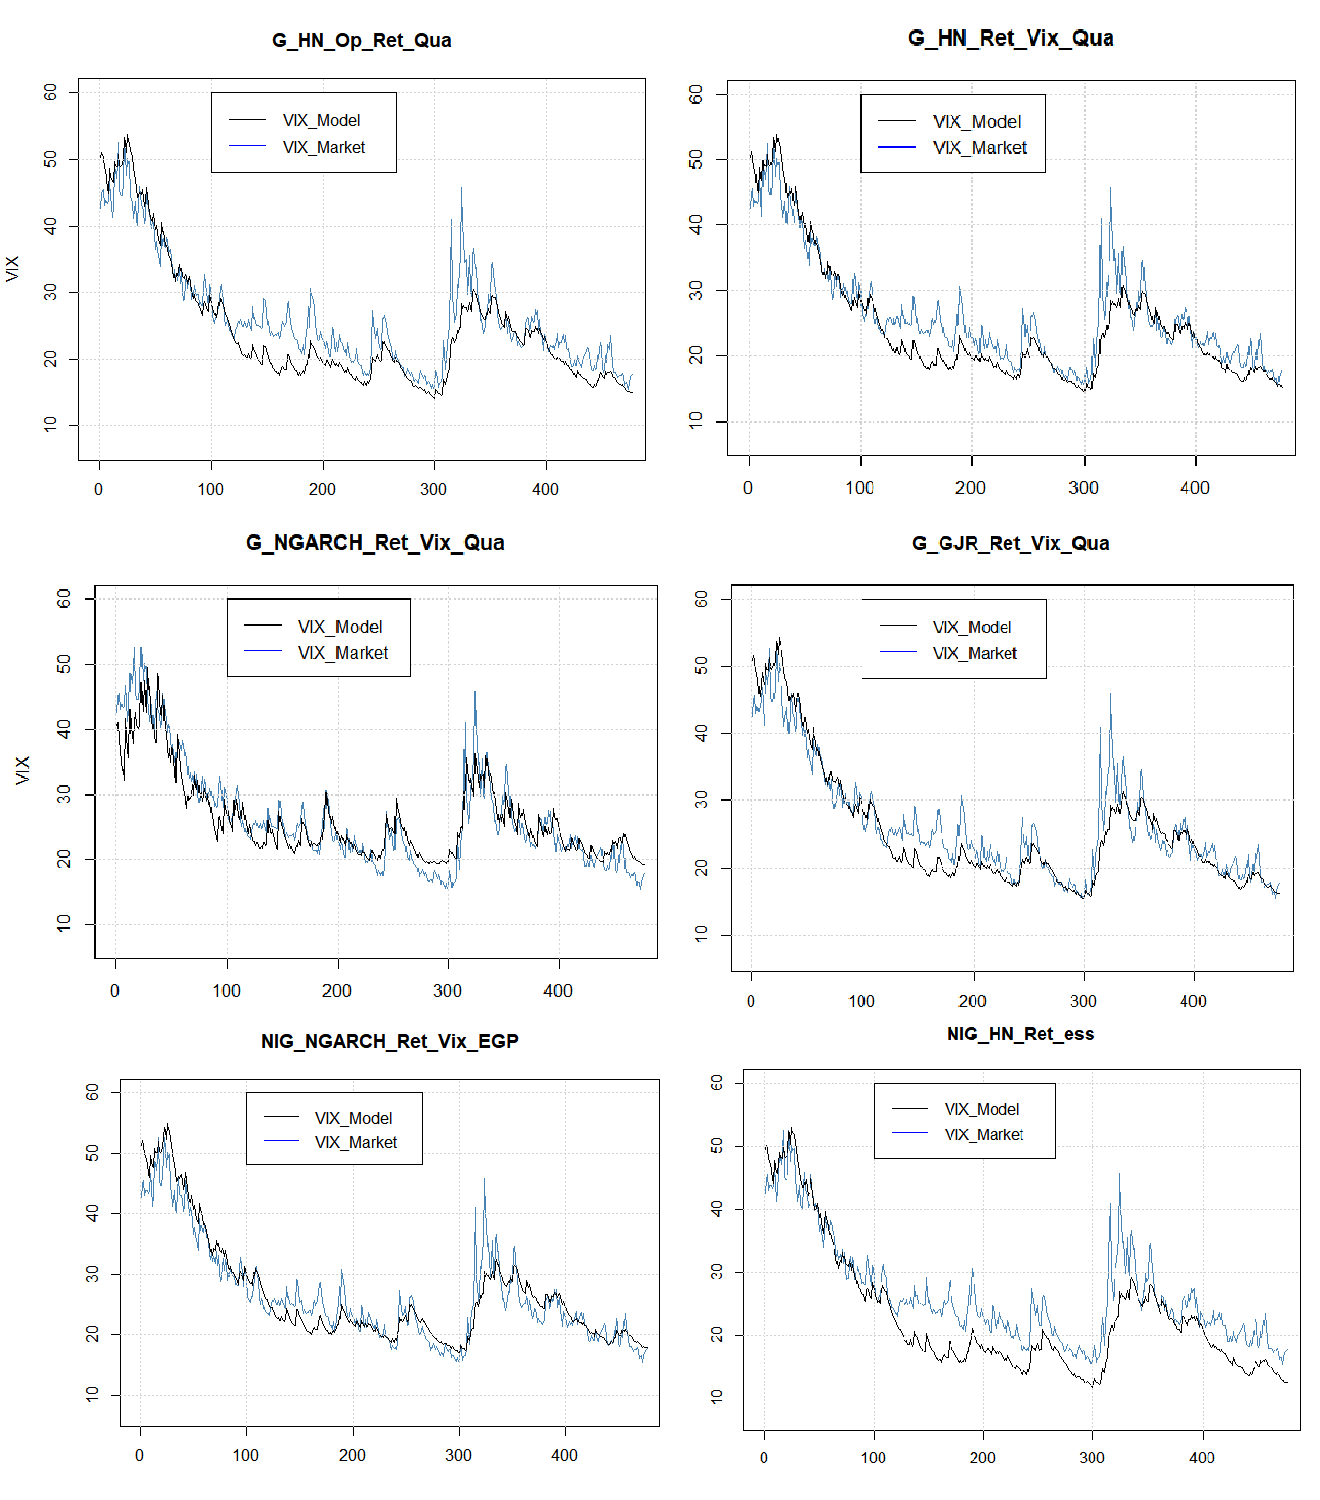 G_HN_Op_Ret_Qua
G_HN_Ret_Vix_Qua
VIX
60
50
40
30
20
10
VIX_Model
VIX_Market
0 100 200 300 400
60
50
40
30
20
10
VIX_Model
VIX_Market
0 100 200 300 400
G_NGARCH_Ret_Vix_Qua
G_GJR_Ret_Vix_Qua
VIX
60
50
40
30
20
10
VIX_Model
VIX_Market
0 100 200 300 400
60
50
40
30
20
10
VIX_Model
VIX_Market
0 100 200 300 400
NIG_NGARCH_Ret_Vix_EGP
NIG_HN_Ret_ess
60
50
40
30
20
10
VIX_Model
VIX_Market
0 100 200 300 400
60
50
40
30
20
10
VIX_Model
VIX_Market
0 100 200 300 400